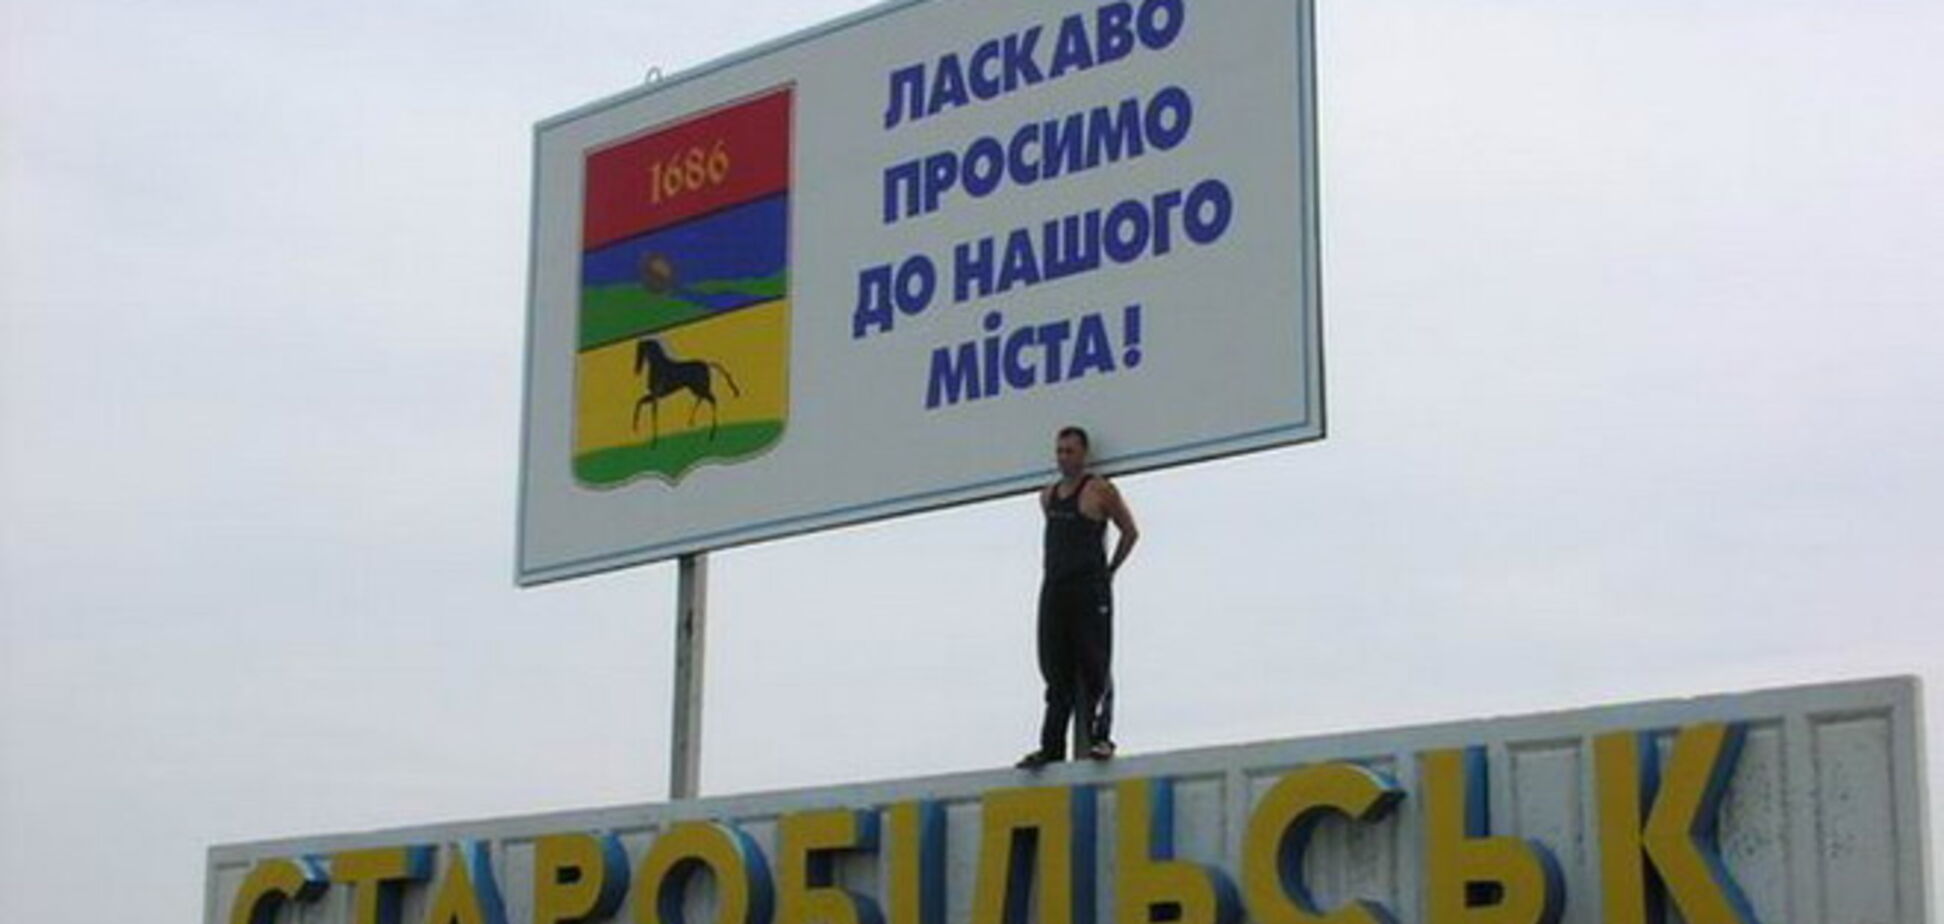 1686
ЛАСКАВО
ПРОСИМО
ДО НАШОГО
МіСТА!
СТАРОБІЛЬСЬК